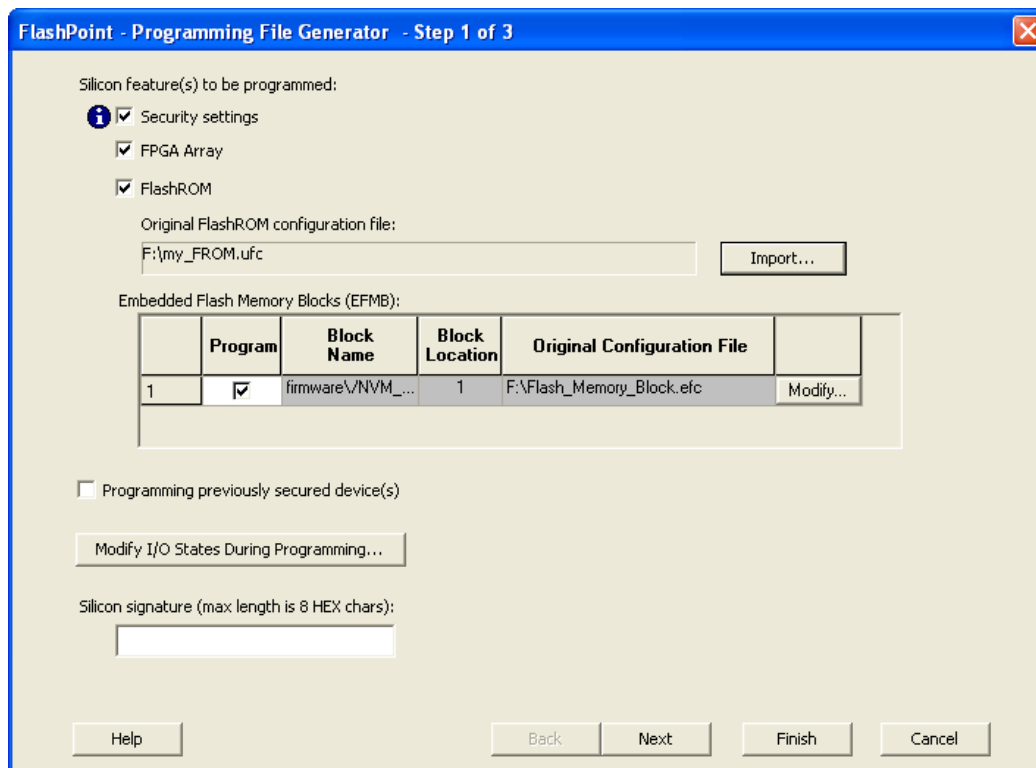 FlashPoint - Programming File Generator - Step 1 of 3
Silicon feature(s) to be programmed:
Security settings
FPGA Array
FlashROM
Original FlashROM configuration file:
F:\my_FROM.ufc
Import...
Embedded Flash Memory Blocks (EFMB):
Program Block Name Block Location Original Configuration File
1 firmware\/NVM_... 1 F:\Flash_Memory_Block.efc Modify...
Programming previously secured device(s)
Modify I/O States During Programming...
Silicon signature (max length is 8 HEX chars):
Help Back Next Finish Cancel